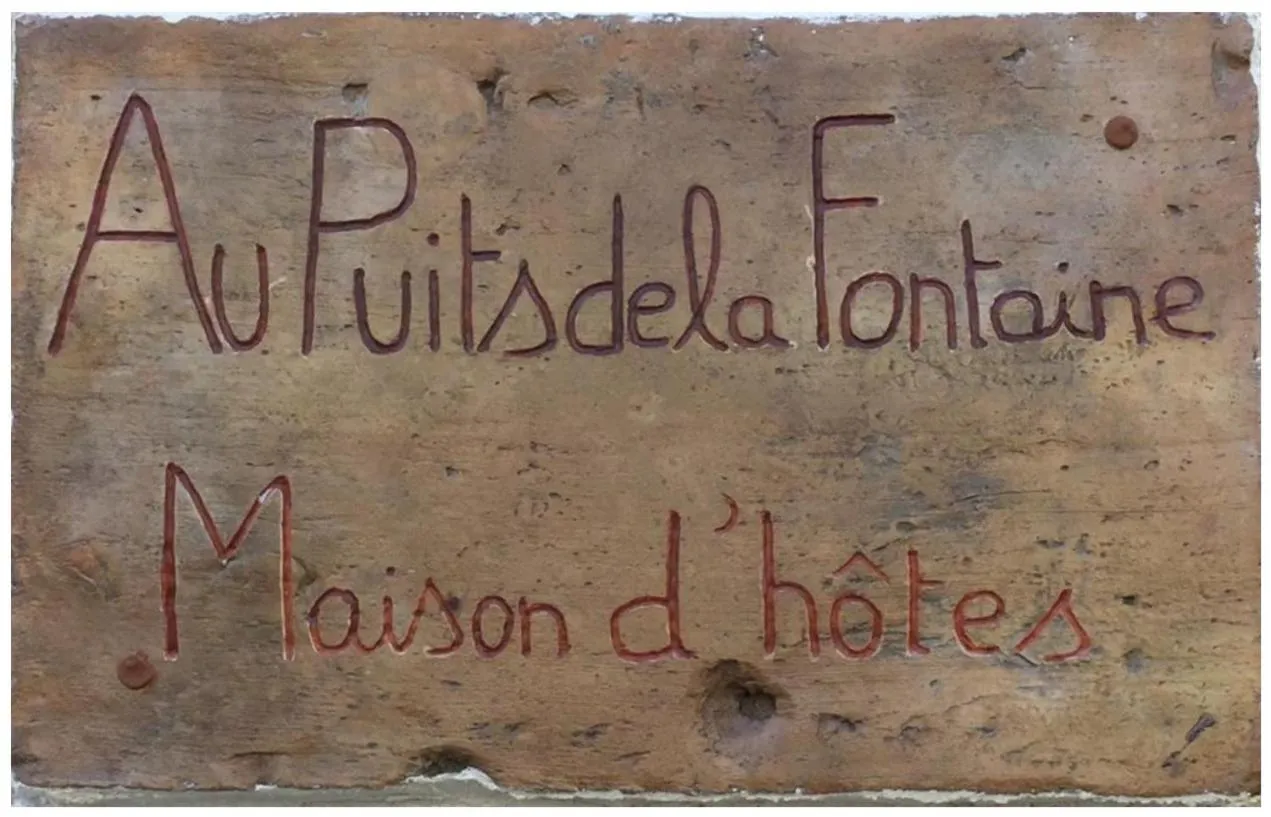 Au Puits de la Fontaine
Maison d'hôtes